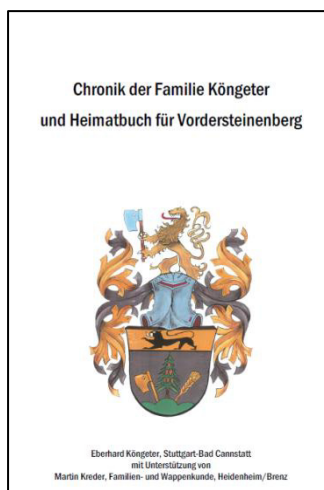 Chronik der Familie Köngeter
und Heimatbuch für Vordersteinenberg
Eberhard Köngeter, Stuttgart-Bad Cannstatt
mit Unterstützung von
Martin Kreder, Familien- und Wappenkunde, Heidenheim/Brenz